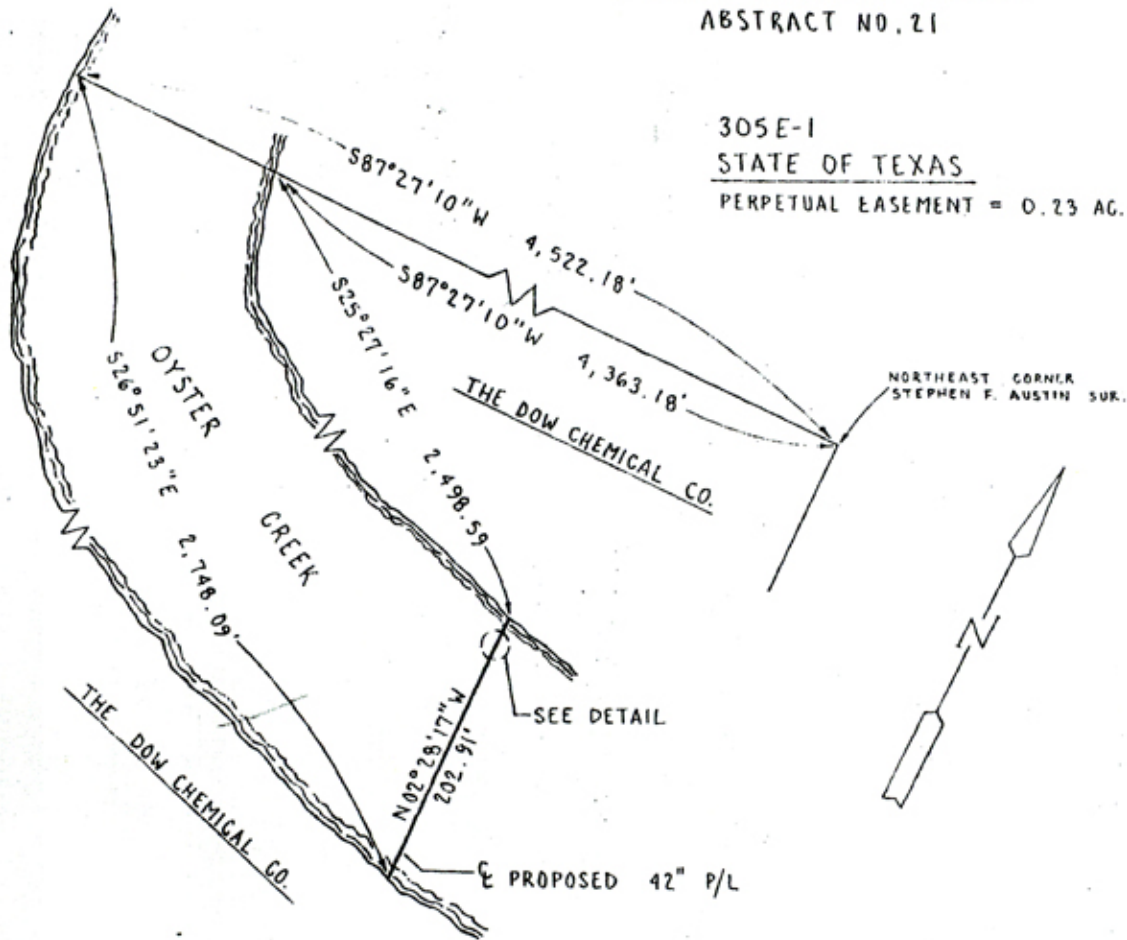 ABSTRACT NO. 21
305E-1
STATE OF TEXAS
PERPETUAL EASEMENT = 0.23 AC.
S87°27'10"W 4,522.18'
S87°27'10"W 4,363.18'
NORTHEAST CORNER
STEPHEN F. AUSTIN SUR.
THE DOW CHEMICAL CO.
S25°27'16"E 2,498.59
OYSTER
CREEK
S26°51'23"E 2,748.09'
N
SEE DETAIL
N02°28'17"W
202.91'
THE DOW CHEMICAL CO.
℄ PROPOSED 42" P/L